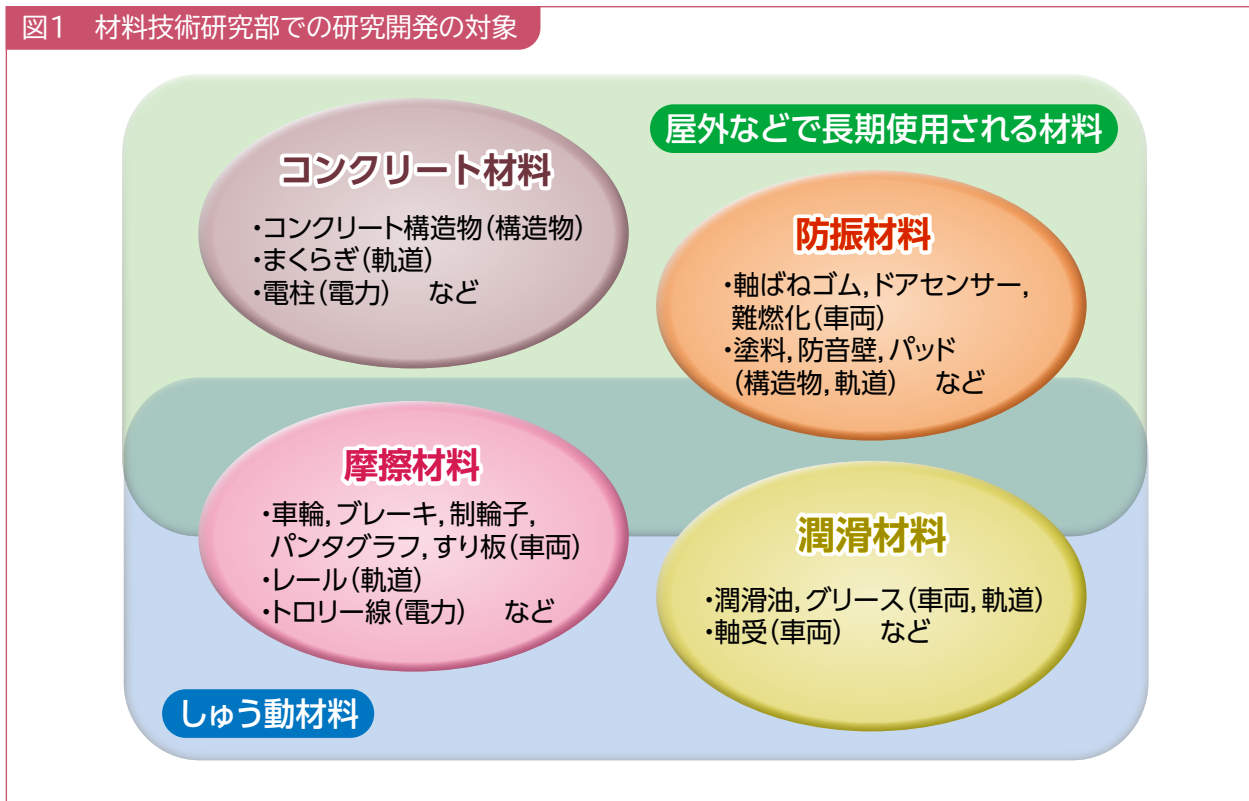 図1 材料技術研究部での研究開発の対象
屋外などで長期使用される材料
コンクリート材料
・コンクリート構造物(構造物)
・まくらぎ(軌道)
・電柱(電力) など
防振材料
・軸ばねゴム,ドアセンサー,
難燃化(車両)
・塗料,防音壁,パッド
(構造物,軌道) など
摩擦材料
・車輪,ブレーキ,制輪子,
パンタグラフ,すり板(車両)
・レール(軌道)
・トロリー線(電力) など
潤滑材料
・潤滑油,グリース(車両,軌道)
・軸受(車両) など
しゅう動材料